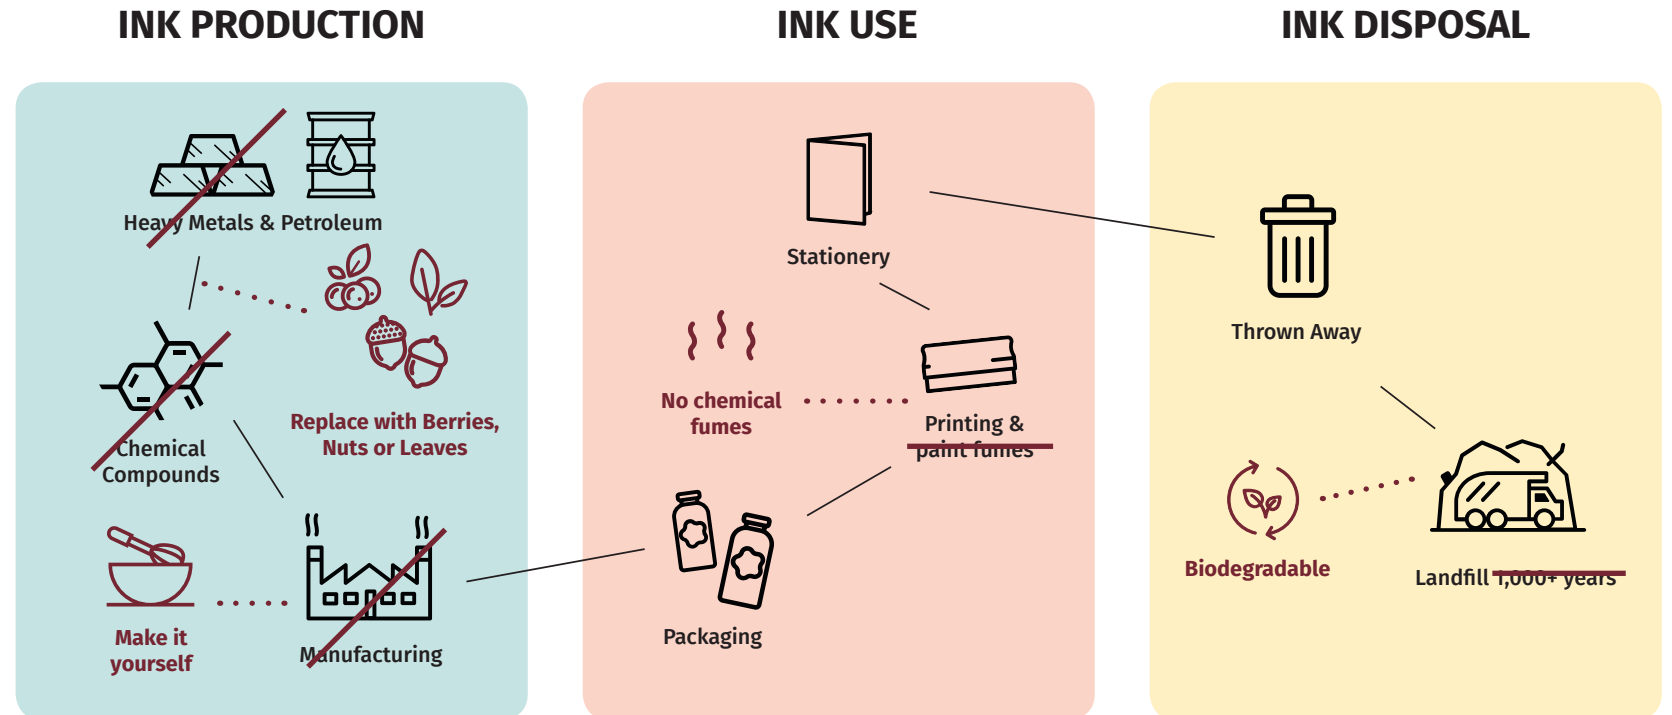 INK PRODUCTION
Heavy Metals & Petroleum
Replace with Berries,
Nuts or Leaves
Chemical
Compounds
Make it
yourself
Manufacturing
INK USE
Stationery
No chemical
fumes
Printing &
paint fumes
Packaging
INK DISPOSAL
Thrown Away
Biodegradable
Landfill 1,000+ years